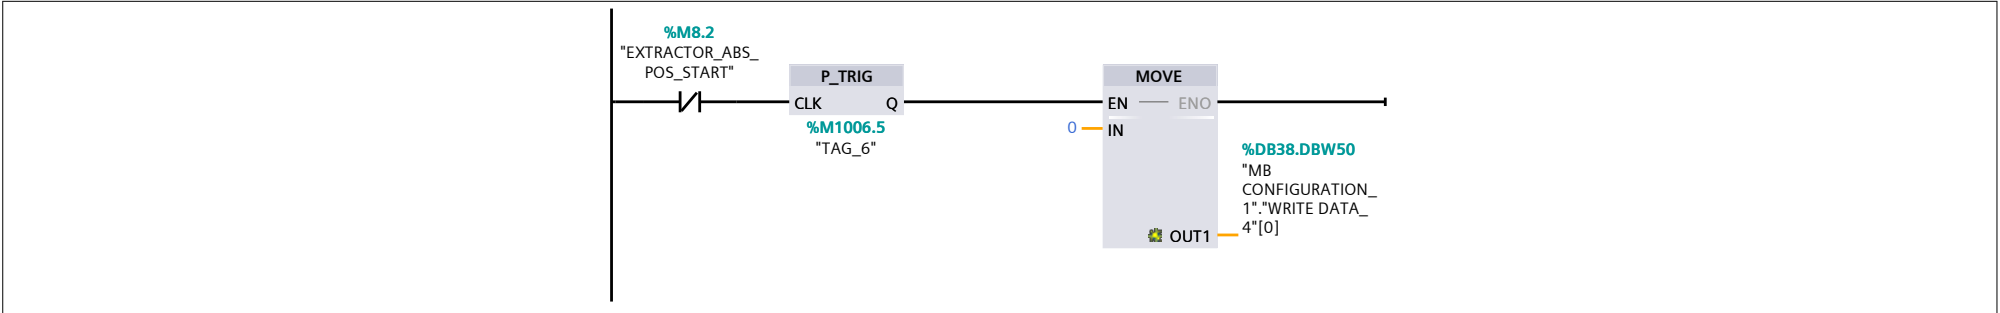 %M8.2
"EXTRACTOR_ABS_
POS_START"
P_TRIG
CLK Q
%M1006.5
"TAG_6"
MOVE
EN ENO
0 IN
%DB38.DBW50
"MB
CONFIGURATION_
1"."WRITE DATA_
4"[0]
OUT1